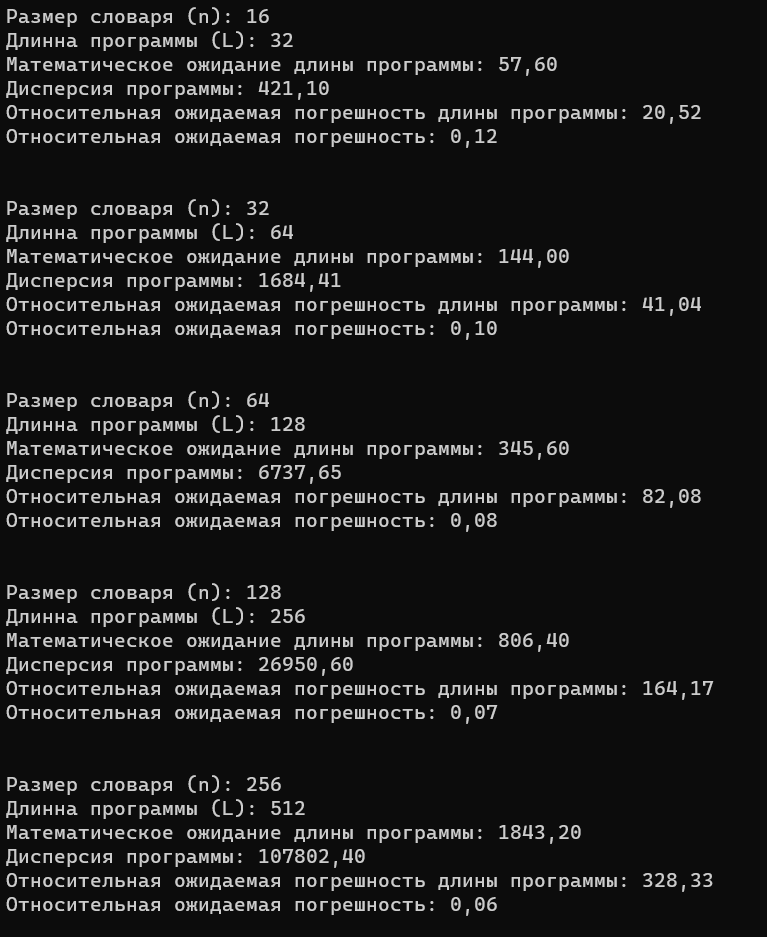 Размер словаря (n): 16
Длинна программы (L): 32
Математическое ожидание длины программы: 57,60
Дисперсия программы: 421,10
Относительная ожидаемая погрешность длины программы: 20,52
Относительная ожидаемая погрешность: 0,12
Размер словаря (n): 32
Длинна программы (L): 64
Математическое ожидание длины программы: 144,00
Дисперсия программы: 1684,41
Относительная ожидаемая погрешность длины программы: 41,04
Относительная ожидаемая погрешность: 0,10
Размер словаря (n): 64
Длинна программы (L): 128
Математическое ожидание длины программы: 345,60
Дисперсия программы: 6737,65
Относительная ожидаемая погрешность длины программы: 82,08
Относительная ожидаемая погрешность: 0,08
Размер словаря (n): 128
Длинна программы (L): 256
Математическое ожидание длины программы: 806,40
Дисперсия программы: 26950,60
Относительная ожидаемая погрешность длины программы: 164,17
Относительная ожидаемая погрешность: 0,07
Размер словаря (n): 256
Длинна программы (L): 512
Математическое ожидание длины программы: 1843,20
Дисперсия программы: 107802,40
Относительная ожидаемая погрешность длины программы: 328,33
Относительная ожидаемая погрешность: 0,06